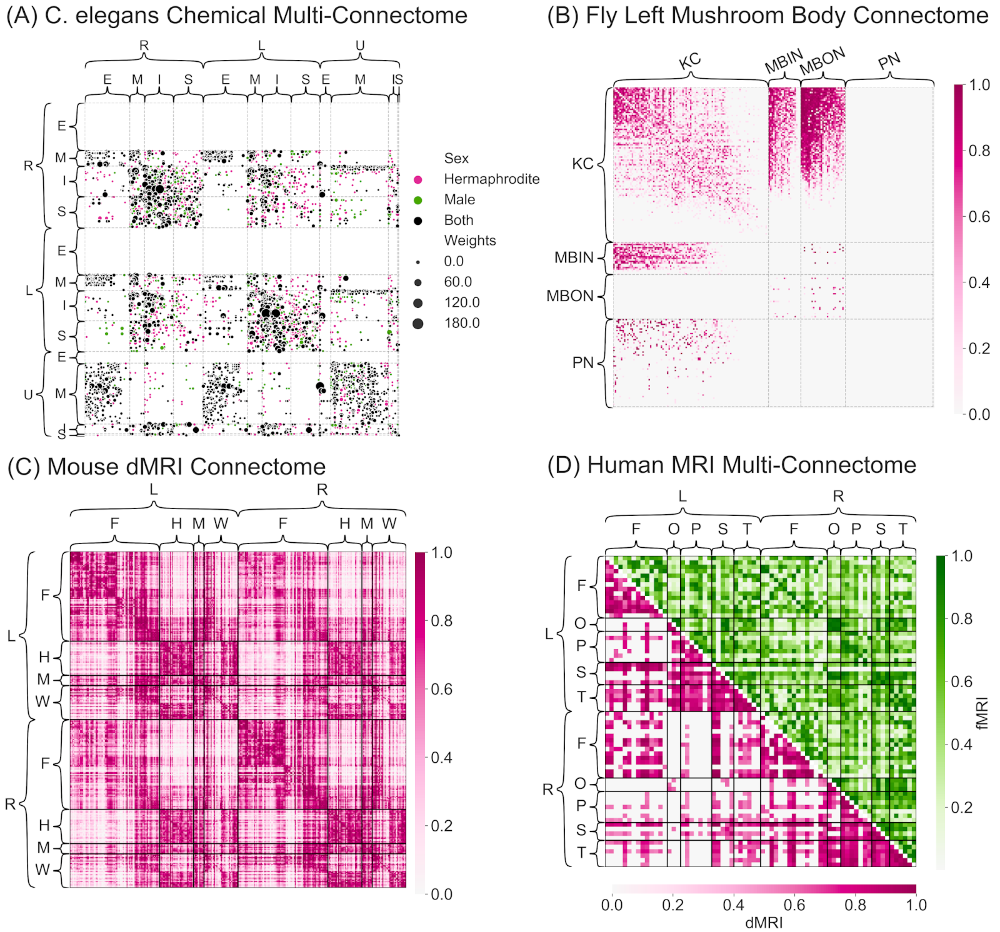 (A) C. elegans Chemical Multi-Connectome
R L U
E M I S E M I S E M I S
R
E
M
I
S
L
E
M
I
S
U
E
M
I
S
Sex
Hermaphrodite
Male
Both
Weights
0.0
60.0
120.0
180.0
(B) Fly Left Mushroom Body Connectome
KC MBIN MBON PN
KC
MBIN
MBON
PN
1.0
0.8
0.6
0.4
0.2
0.0
(C) Mouse dMRI Connectome
L R
F H M W F H M W
L
F
H
M
W
R
F
H
M
W
1.0
0.8
0.6
0.4
0.2
0.0
(D) Human MRI Multi-Connectome
L R
F O P S T F O P S T
L
F
O
P
S
T
R
F
O
P
S
T
1.0
0.8
0.6
0.4
0.2
fMRI
0.0 0.2 0.4 0.6 0.8 1.0
dMRI